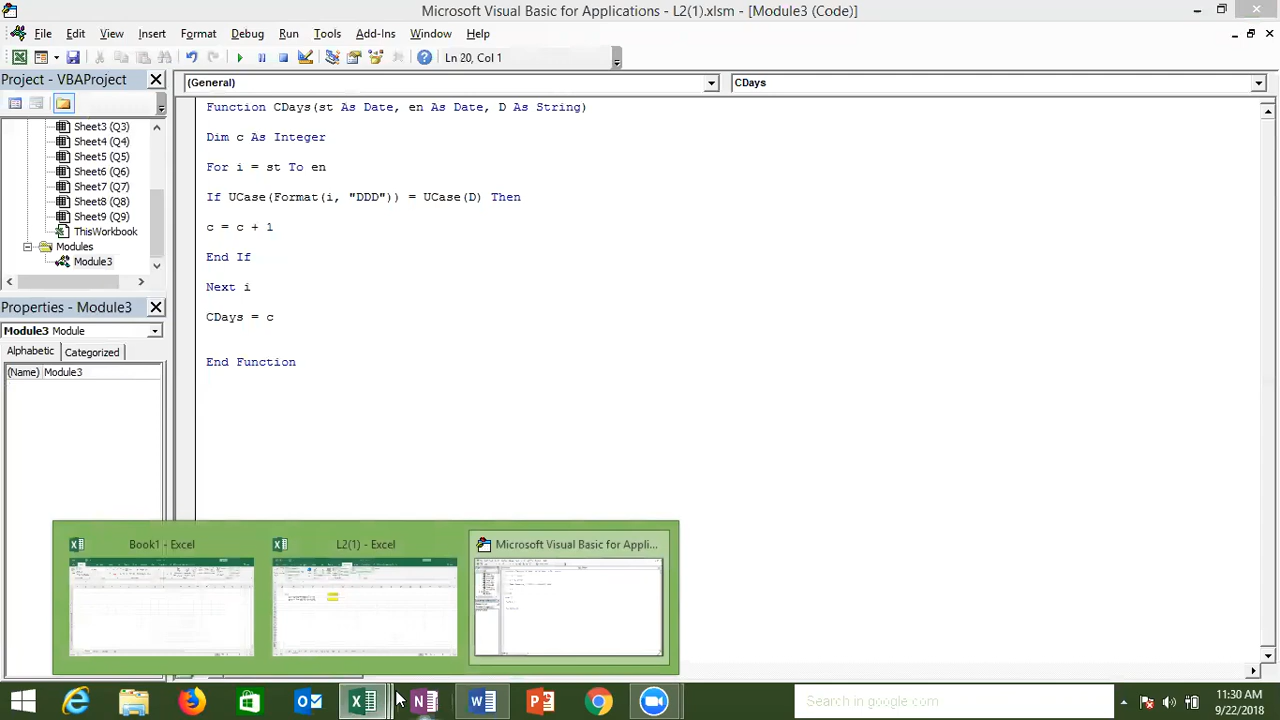 Microsoft Visual Basic for Applications - L2(1).xlsm - [Module3 (Code)]
File Edit View Insert Format Debug Run Tools Add-Ins Window Help
Ln 20, Col 1
Project - VBAProject
(General) CDays
Sheet3 (Q3)
Sheet4 (Q4)
Sheet5 (Q5)
Sheet6 (Q6)
Sheet7 (Q7)
Sheet8 (Q8)
Sheet9 (Q9)
ThisWorkbook
Modules
Module3
Properties - Module3
Module3 Module
Alphabetic Categorized
(Name) Module3
Function CDays(st As Date, en As Date, D As String)
Dim c As Integer
For i = st To en
If UCase(Format(i, "DDD")) = UCase(D) Then
c = c + 1
End If
Next i
CDays = c
End Function
Book1 - Excel
L2(1) - Excel
Microsoft Visual Basic for Appli...
Search in google.com
11:30 AM
9/22/2018